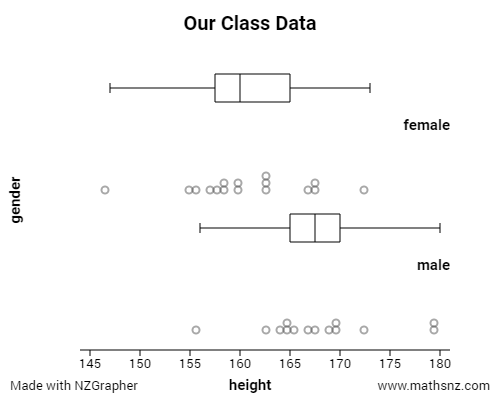 Our Class Data
female
gender
male
145 150 155 160 165 170 175 180
Made with NZGrapher height www.mathsnz.com